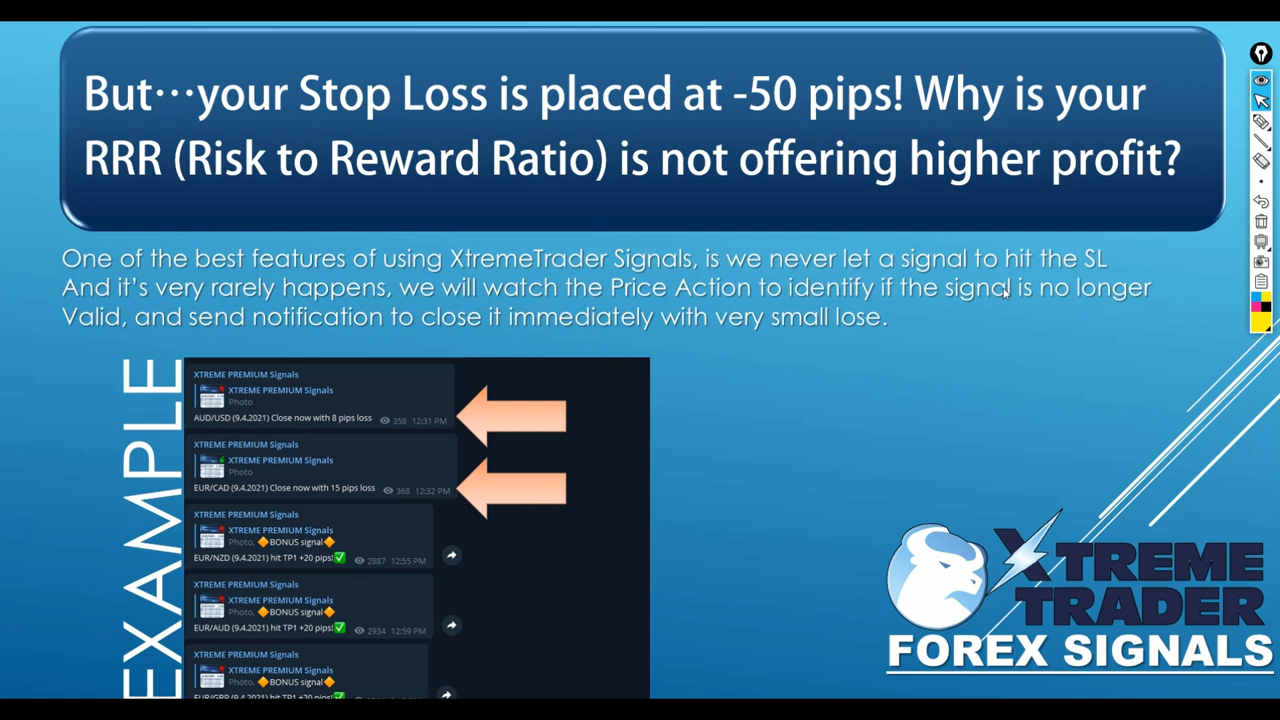 But···your Stop Loss is placed at -50 pips! Why is your
RRR (Risk to Reward Ratio) is not offering higher profit?
One of the best features of using XtremeTrader Signals, is we never let a signal to hit the SL
And it's very rarely happens, we will watch the Price Action to identify if the signal is no longer
Valid, and send notification to close it immediately with very small lose.
EXAMPLE
XTREME PREMIUM Signals
XTREME PREMIUM Signals
Photo
AUD/USD (9.4.2021) Close now with 8 pips loss 358 12:31 PM
XTREME PREMIUM Signals
XTREME PREMIUM Signals
Photo
EUR/CAD (9.4.2021) Close now with 15 pips loss 368 12:32 PM
XTREME PREMIUM Signals
XTREME PREMIUM Signals
Photo. 🔶BONUS signal🔶
EUR/NZD (9.4.2021) hit TP1 +20 pips!✅ 2887 12:55 PM
XTREME PREMIUM Signals
XTREME PREMIUM Signals
Photo. 🔶BONUS signal🔶
EUR/AUD (9.4.2021) hit TP1 +20 pips!✅ 2934 12:59 PM
XTREME PREMIUM Signals
XTREME PREMIUM Signals
Photo. 🔶BONUS signal🔶
EUR/GBP (9.4.2021) hit TP1 +20 pips!✅
XTREME
TRADER
FOREX SIGNALS